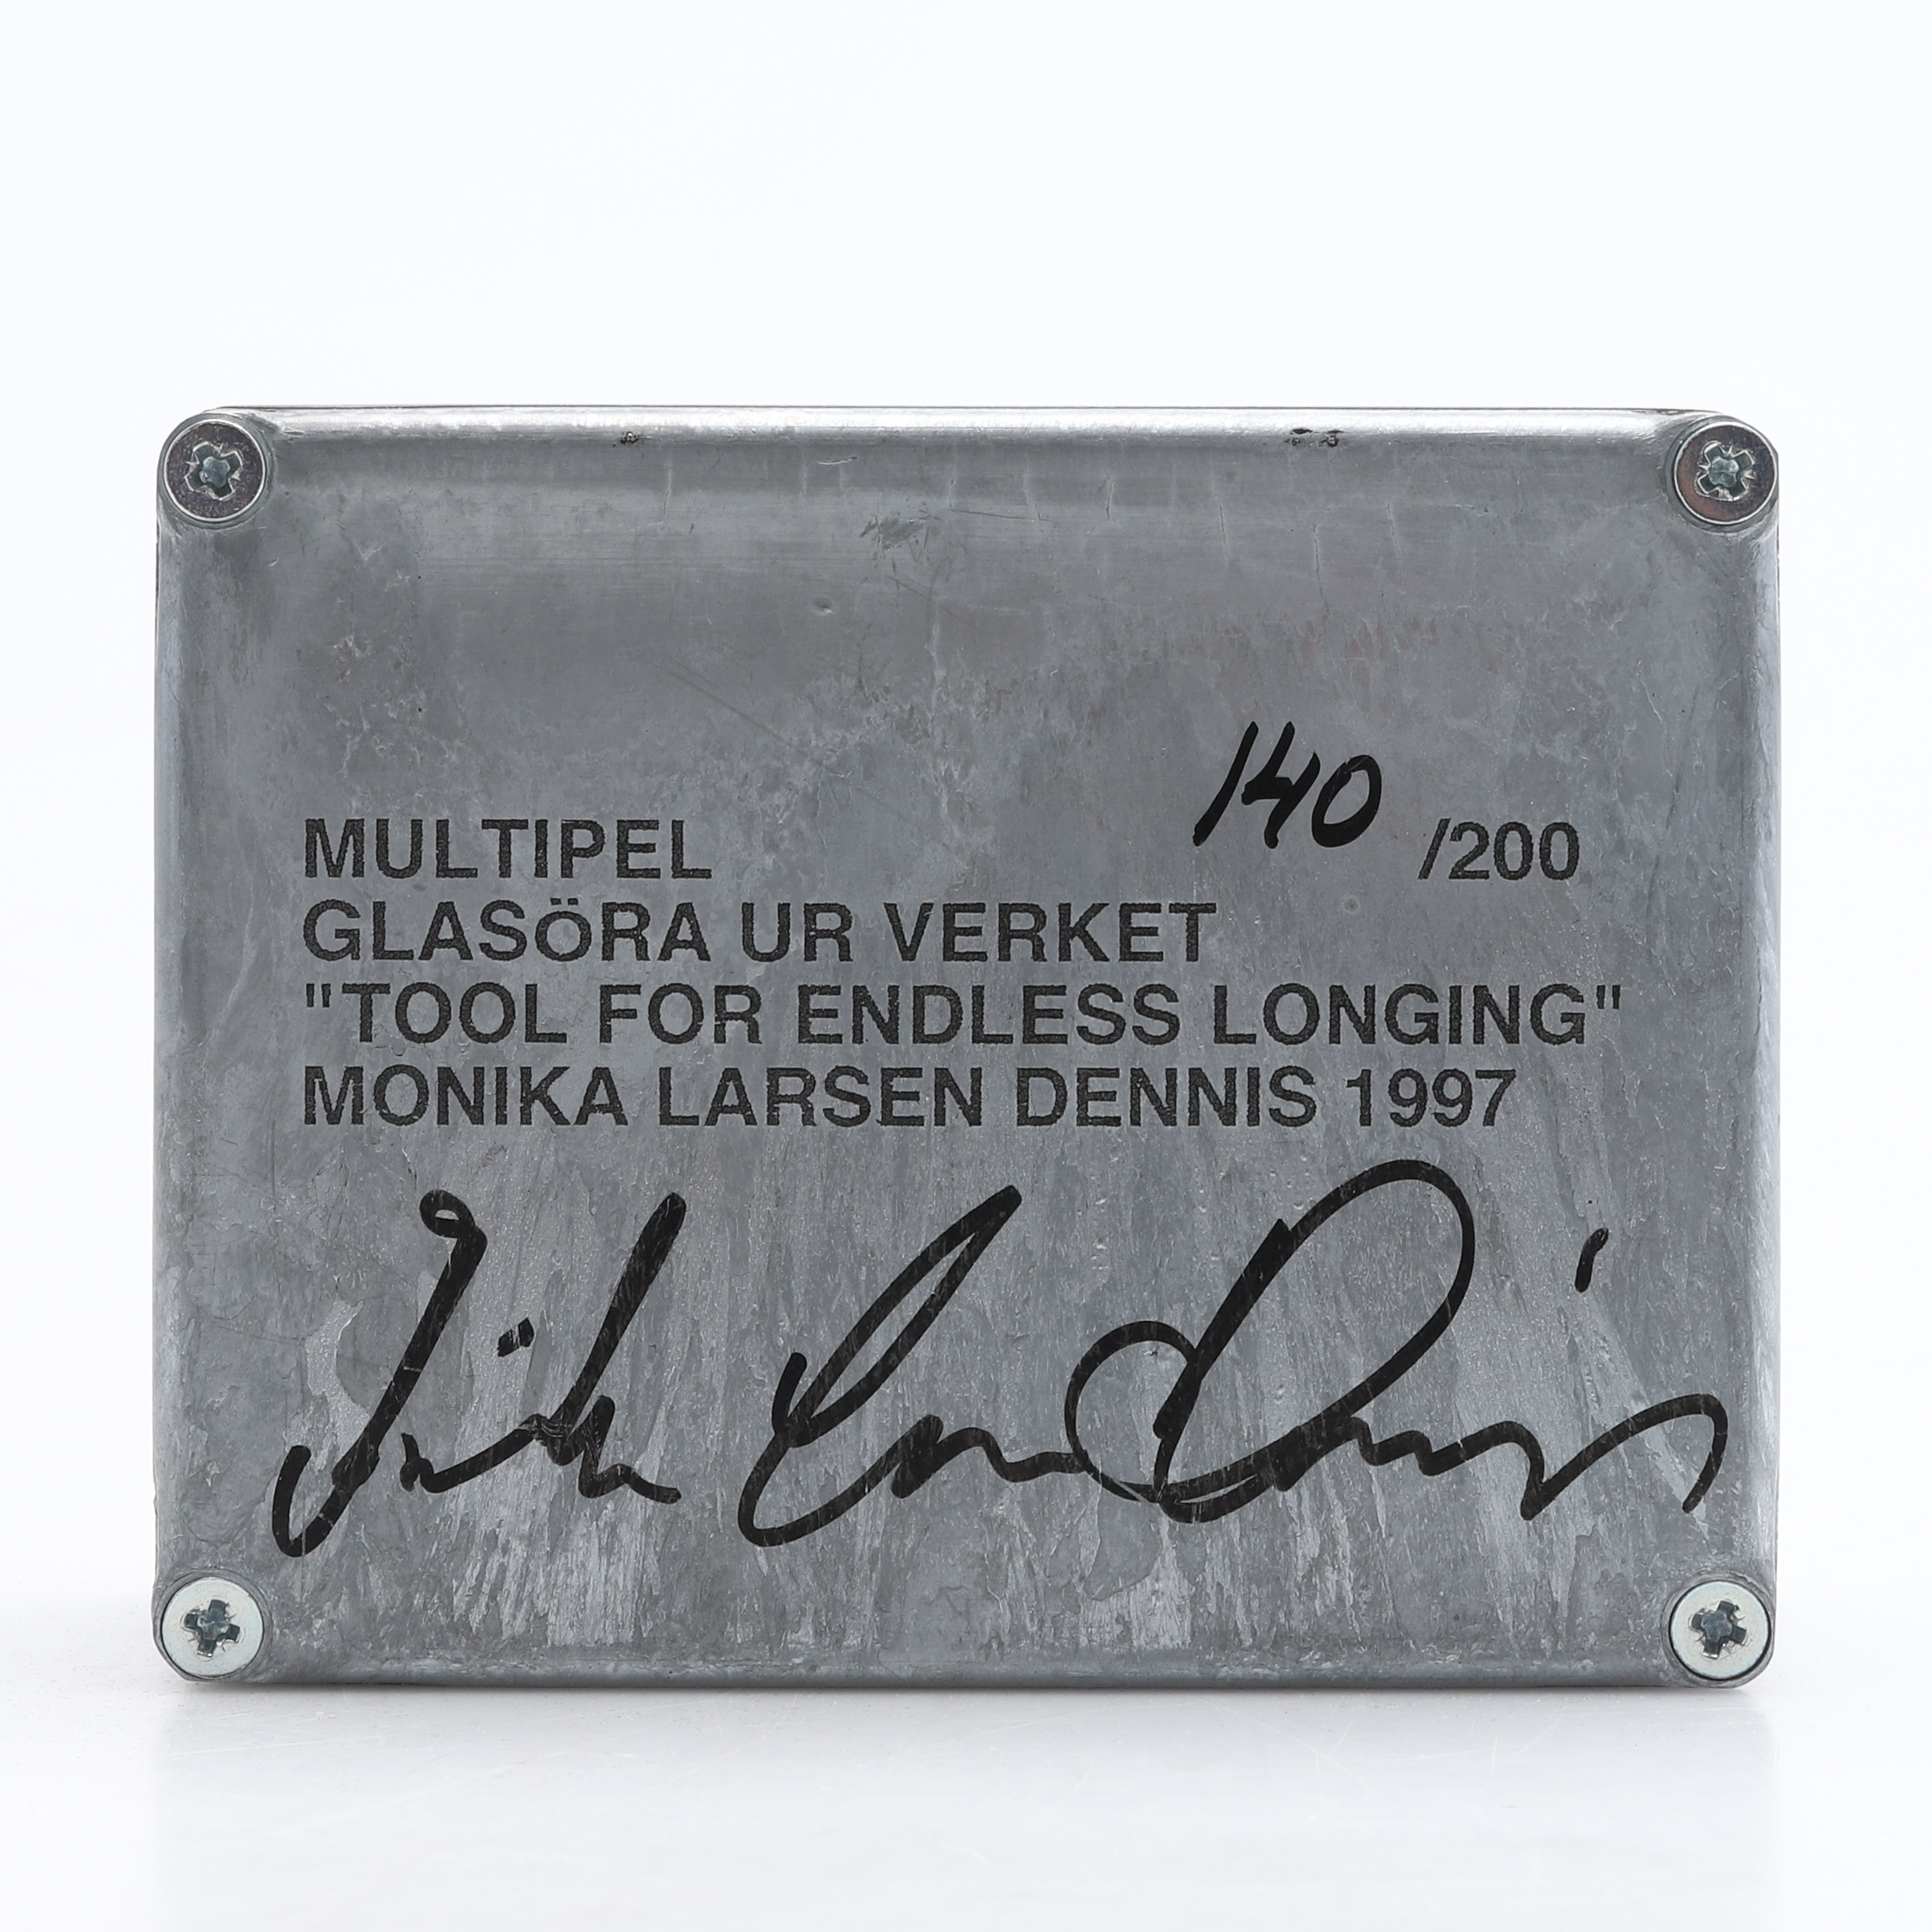 MULTIPEL 140 /200
GLASÖRA UR VERKET
"TOOL FOR ENDLESS LONGING"
MONIKA LARSEN DENNIS 1997